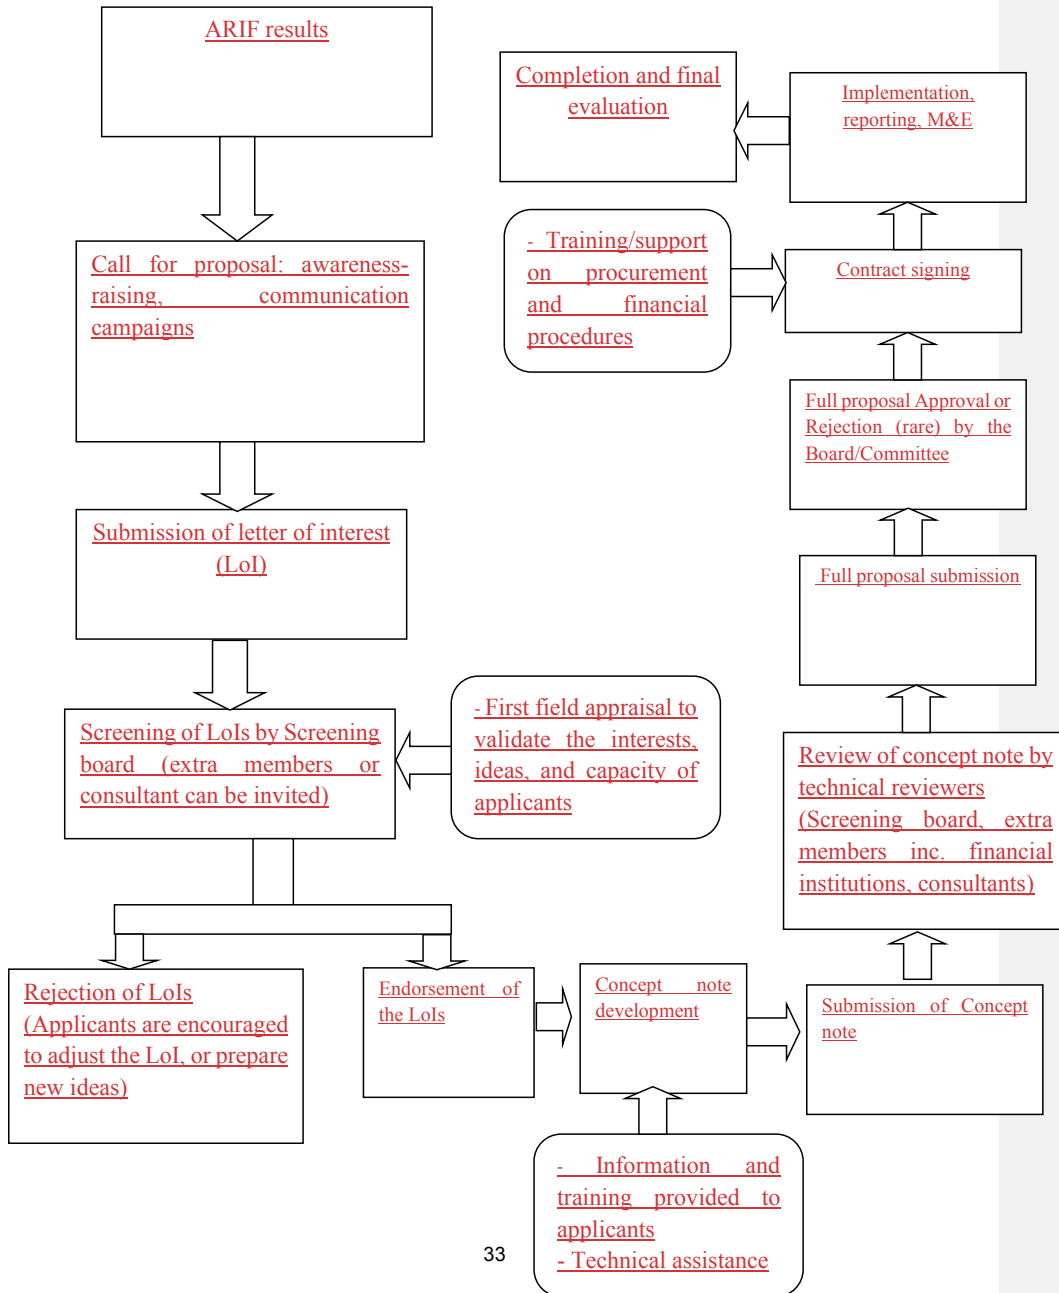 ARIF results
Call for proposal: awareness-
raising, communication
campaigns
Submission of letter of interest
(LoI)
Screening of LoIs by Screening
board (extra members or
consultant can be invited)
- First field appraisal to
validate the interests,
ideas, and capacity of
applicants
Rejection of LoIs
(Applicants are encouraged
to adjust the LoI, or prepare
new ideas)
Endorsement of
the LoIs
Concept note
development
- Information and
training provided to
applicants
- Technical assistance
Submission of Concept
note
Review of concept note by
technical reviewers
(Screening board, extra
members inc. financial
institutions, consultants)
Full proposal submission
Full proposal Approval or
Rejection (rare) by the
Board/Committee
Contract signing
- Training/support
on procurement
and financial
procedures
Implementation,
reporting, M&E
Completion and final
evaluation
33